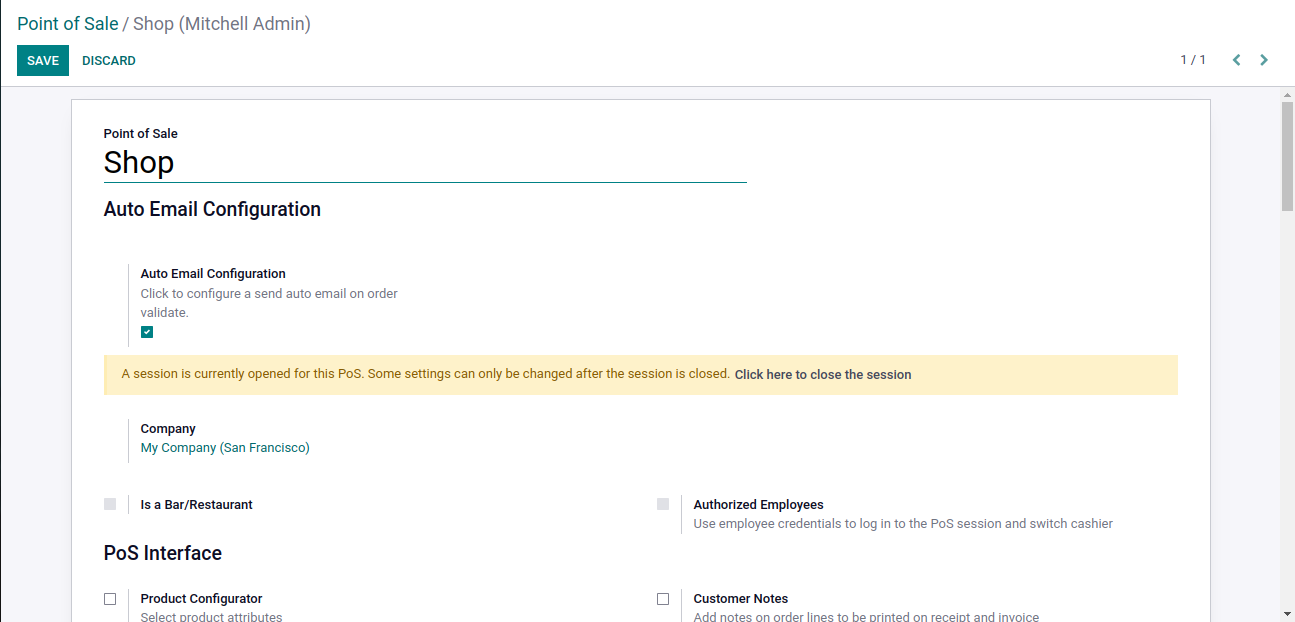 Point of Sale / Shop (Mitchell Admin)
SAVE DISCARD 1 / 1
Point of Sale
Shop
Auto Email Configuration
Auto Email Configuration
Click to configure a send auto email on order
validate.
A session is currently opened for this PoS. Some settings can only be changed after the session is closed. Click here to close the session
Company
My Company (San Francisco)
Is a Bar/Restaurant
Authorized Employees
Use employee credentials to log in to the PoS session and switch cashier
PoS Interface
Product Configurator
Select product attributes
Customer Notes
Add notes on order lines to be printed on receipt and invoice